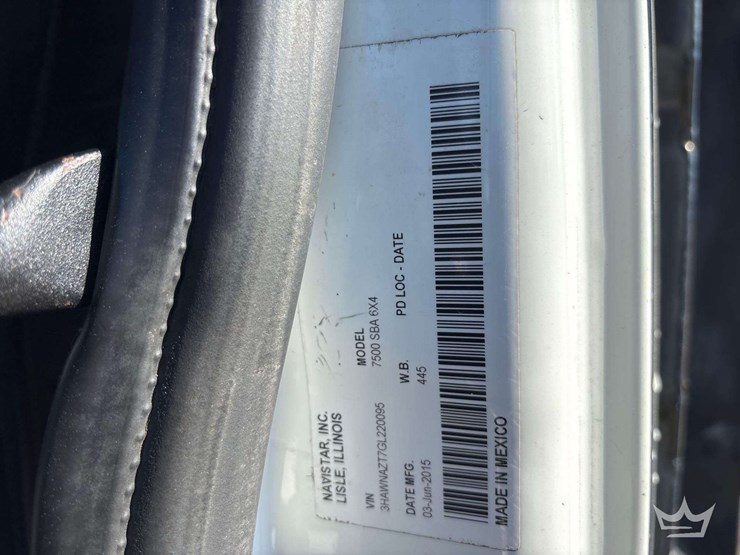 NAVISTAR, INC.
LISLE, ILLINOIS
VIN MODEL
3HAWNAZT7GL220095 7500 SBA 6X4
DATE MFG. W.B. PD LOC - DATE
03-Jun-2015 445
MADE IN MEXICO